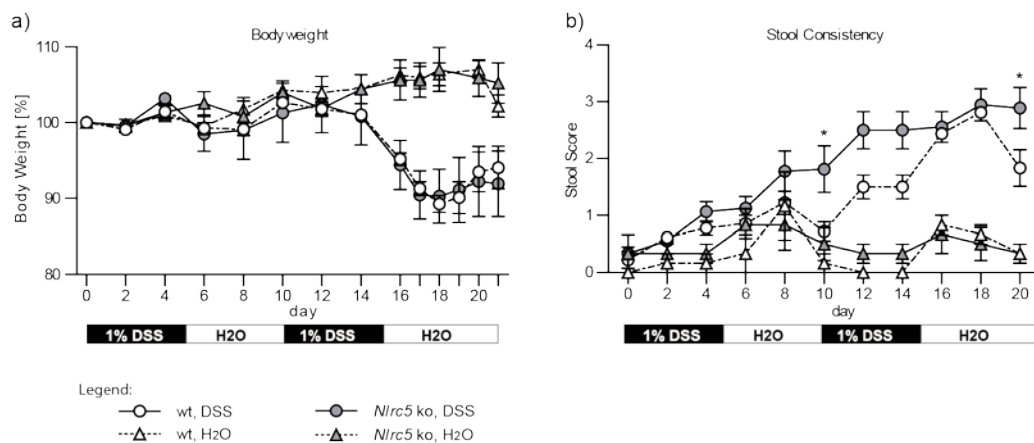 a)
Bodyweight
Body Weight [%]
110
100
90
80
0 2 4 6 8 10 12 14 16 18 20
day
1% DSS H2O 1% DSS H2O
b)
Stool Consistency
Stool Score
4
3
2
1
0
* *
0 2 4 6 8 10 12 14 16 18 20
day
1% DSS H2O 1% DSS H2O
Legend:
wt, DSS Nlrc5 ko, DSS
wt, H2O Nlrc5 ko, H2O